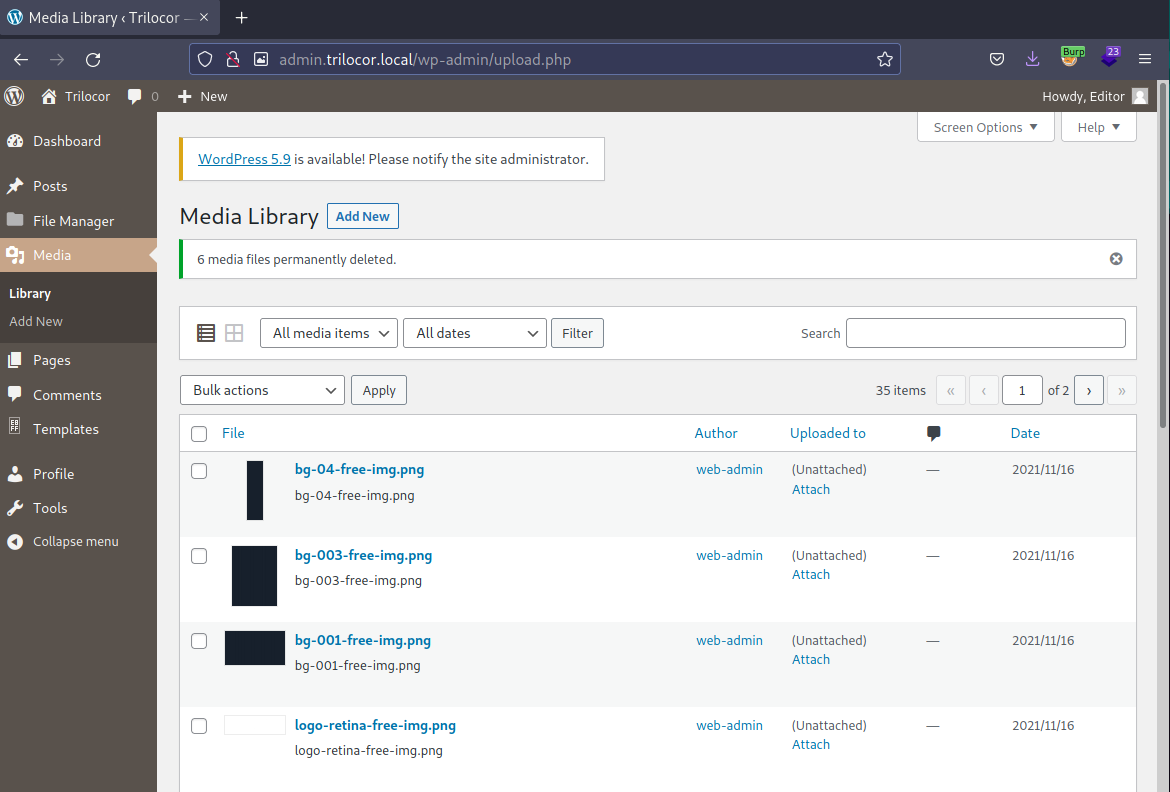 Media Library ‹ Trilocor —
admin.trilocor.local/wp-admin/upload.php
Burp
23
Trilocor
0
New
Howdy, Editor
Dashboard
Posts
File Manager
Media
Library
Add New
Pages
Comments
Templates
Profile
Tools
Collapse menu
Screen Options
Help
WordPress 5.9 is available! Please notify the site administrator.
Media Library
Add New
6 media files permanently deleted.
All media items
All dates
Filter
Search
Bulk actions
Apply
35 items
«
‹
1
of 2
›
»
File
Author
Uploaded to
Date
bg-04-free-img.png
web-admin
(Unattached)
—
2021/11/16
bg-04-free-img.png
Attach
bg-003-free-img.png
web-admin
(Unattached)
—
2021/11/16
bg-003-free-img.png
Attach
bg-001-free-img.png
web-admin
(Unattached)
—
2021/11/16
bg-001-free-img.png
Attach
logo-retina-free-img.png
web-admin
(Unattached)
—
2021/11/16
logo-retina-free-img.png
Attach